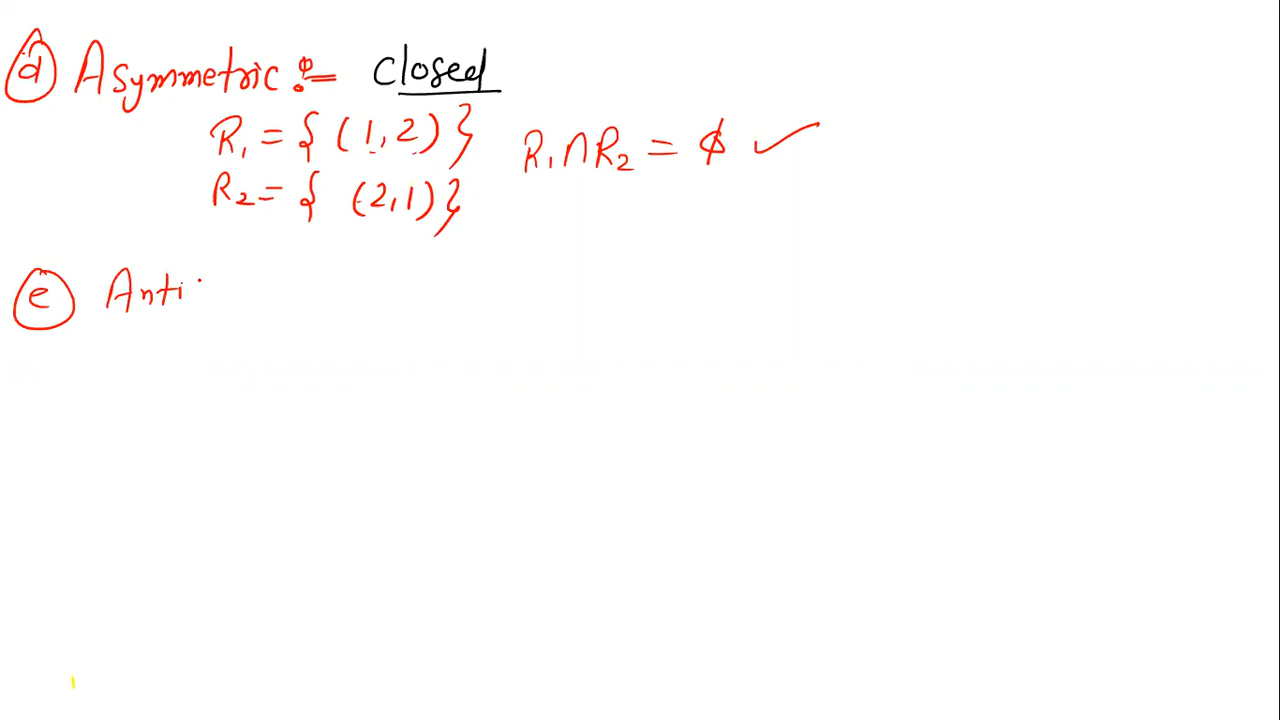 d Asymmetric :- closed
R₁ = { (1,2) } R₁∩R₂ = ϕ ✓
R₂ = { (2,1) }
e Anti